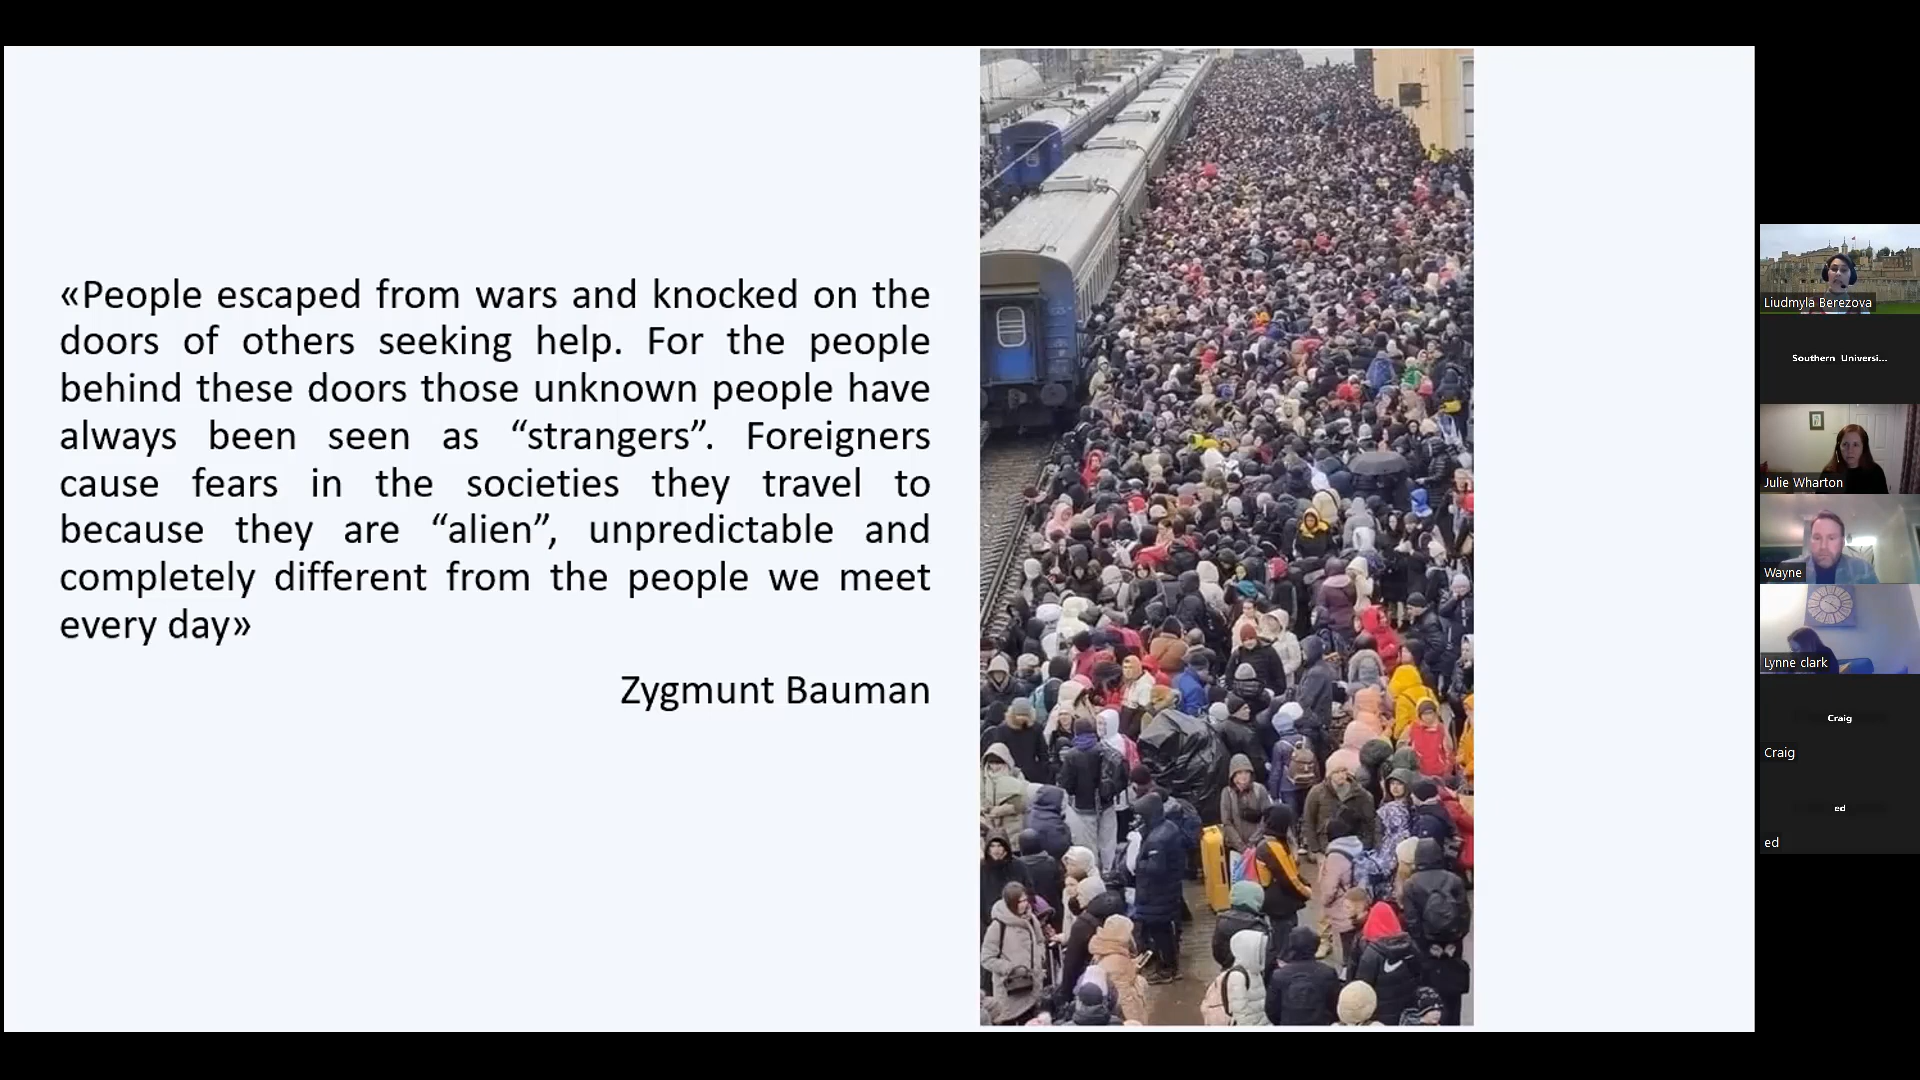 «People escaped from wars and knocked on the
doors of others seeking help. For the people
behind these doors those unknown people have
always been seen as “strangers”. Foreigners
cause fears in the societies they travel to
because they are “alien”, unpredictable and
completely different from the people we meet
every day»
Zygmunt Bauman
Liudmyla Berezova
Southern Universi...
Julie Wharton
Wayne
Lynne clark
Craig
Craig
ed
ed